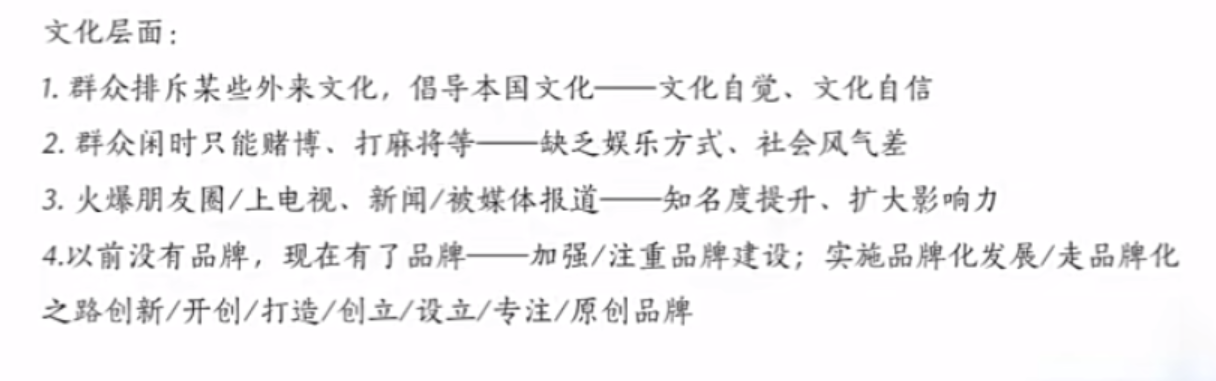 文化层面：
1. 群众排斥某些外来文化，倡导本国文化——文化自觉、文化自信
2. 群众闲时只能赌博、打麻将等——缺乏娱乐方式、社会风气差
3. 火爆朋友圈/上电视、新闻/被媒体报道——知名度提升、扩大影响力
4.以前没有品牌，现在有了品牌——加强/注重品牌建设；实施品牌化发展/走品牌化
之路创新/开创/打造/创立/设立/专注/原创品牌